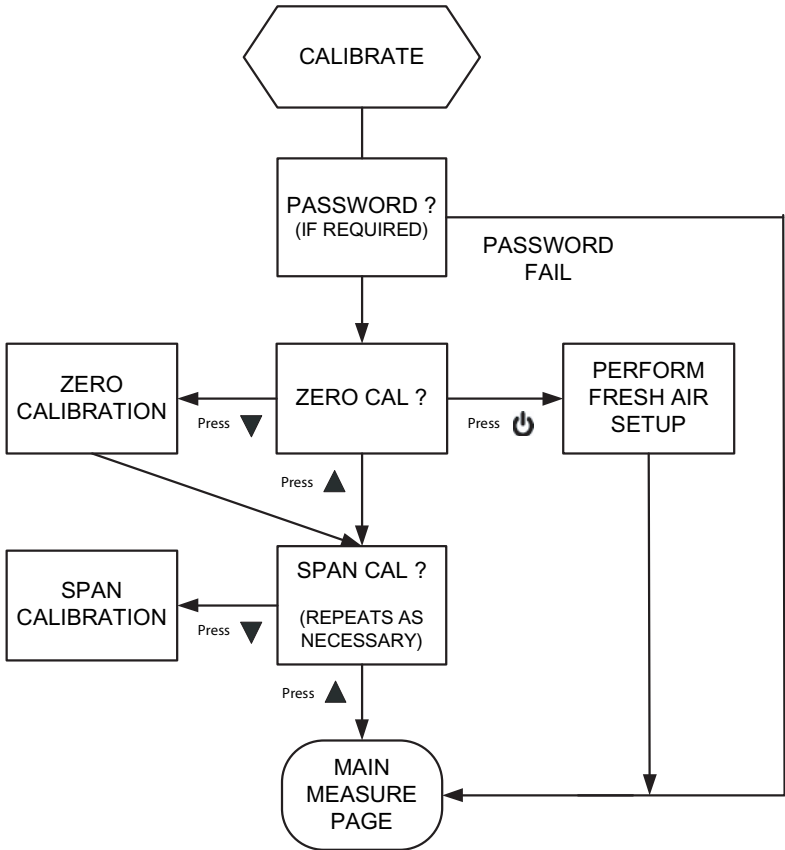 CALIBRATE
PASSWORD ?
(IF REQUIRED)
PASSWORD
FAIL
ZERO
CALIBRATION
Press
ZERO CAL ?
Press
PERFORM
FRESH AIR
SETUP
Press
SPAN
CALIBRATION
Press
SPAN CAL ?
(REPEATS AS
NECESSARY)
Press
MAIN
MEASURE
PAGE